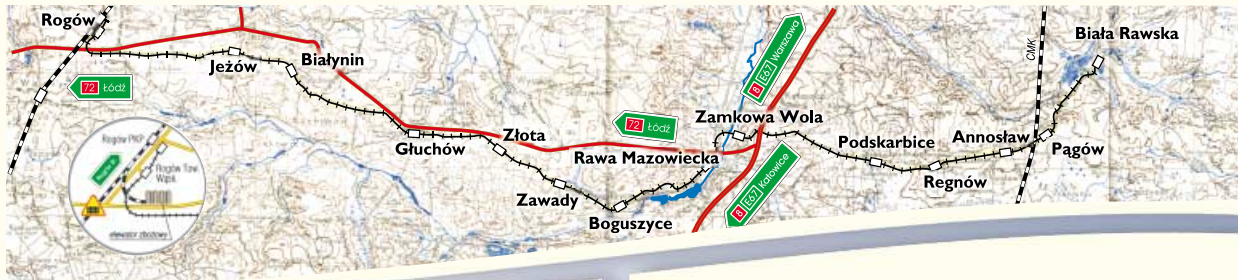 Rogów
Jeżów
Białynin
72 Łódź
Głuchów
Złota
Zawady
Boguszyce
72 Łódź
Rawa Mazowiecka
8 E67 Warszawa
Zamkowa Wola
8 E67 Katowice
Podskarbice
Regnów
Annosław
CMK
Pągów
Biała Rawska
Rogów PKP
Rogów Tow.
Wąsk.
elewator zbożowy